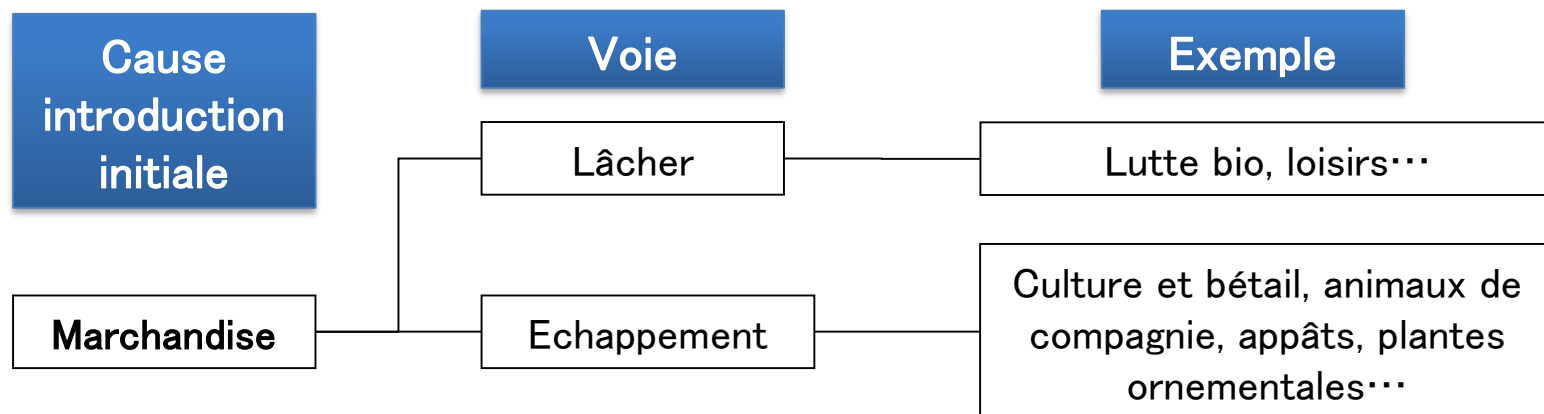 Cause
introduction
initiale
Voie
Exemple
Lâcher
Lutte bio, loisirs…
Marchandise
Echappement
Culture et bétail, animaux de
compagnie, appâts, plantes
ornementales…